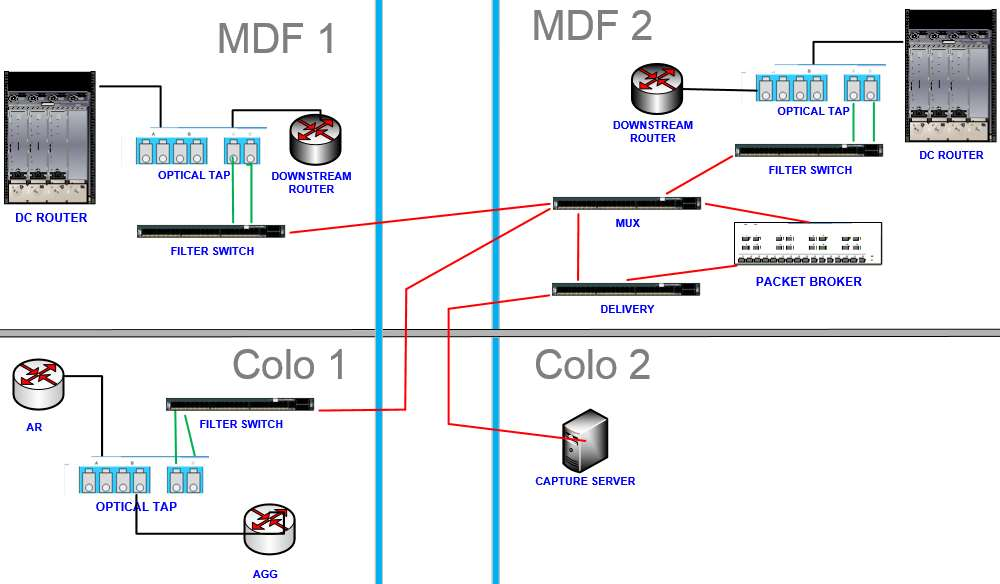 MDF 1
MDF 2
DC ROUTER
A
B
OPTICAL TAP
DOWNSTREAM
ROUTER
FILTER SWITCH
DOWNSTREAM
ROUTER
OPTICAL TAP
DC ROUTER
FILTER SWITCH
MUX
PACKET BROKER
DELIVERY
Colo 1
Colo 2
AR
FILTER SWITCH
A
B
OPTICAL TAP
AGG
CAPTURE SERVER